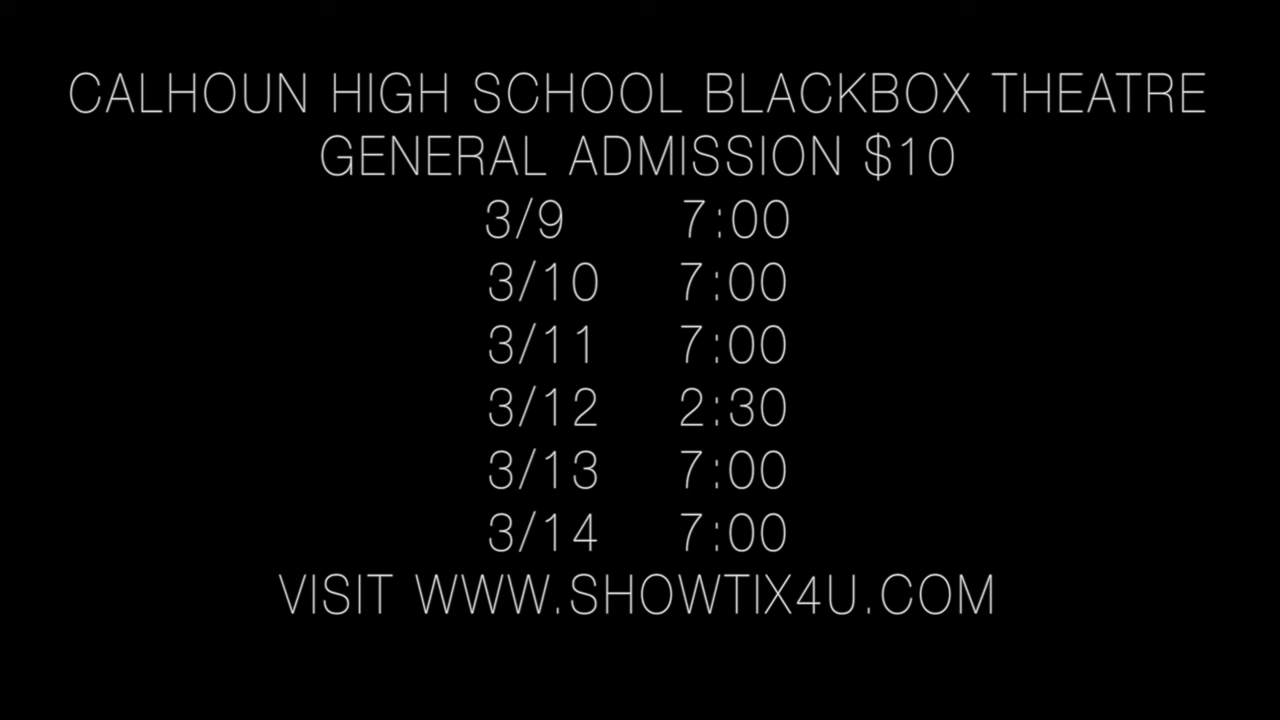 CALHOUN HIGH SCHOOL BLACKBOX THEATRE
GENERAL ADMISSION $10
3/9 7:00
3/10 7:00
3/11 7:00
3/12 2:30
3/13 7:00
3/14 7:00
VISIT WWW.SHOWTIX4U.COM